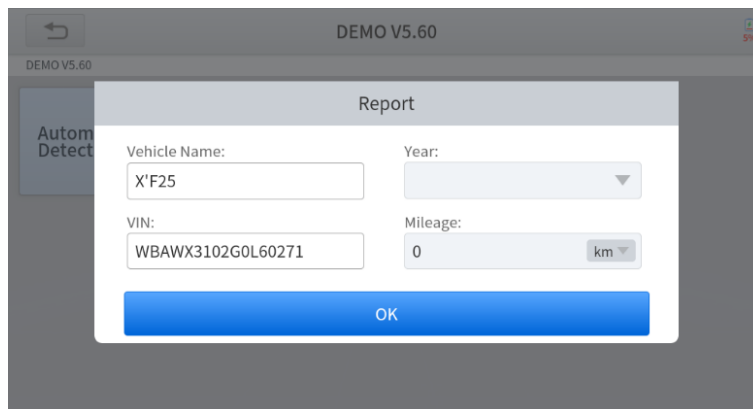 DEMO V5.60
5%
DEMO V5.60
Autom
Detect
Report
Vehicle Name:
Year:
X'F25
VIN:
Mileage:
WBAWX3102G0L60271
0
km
OK